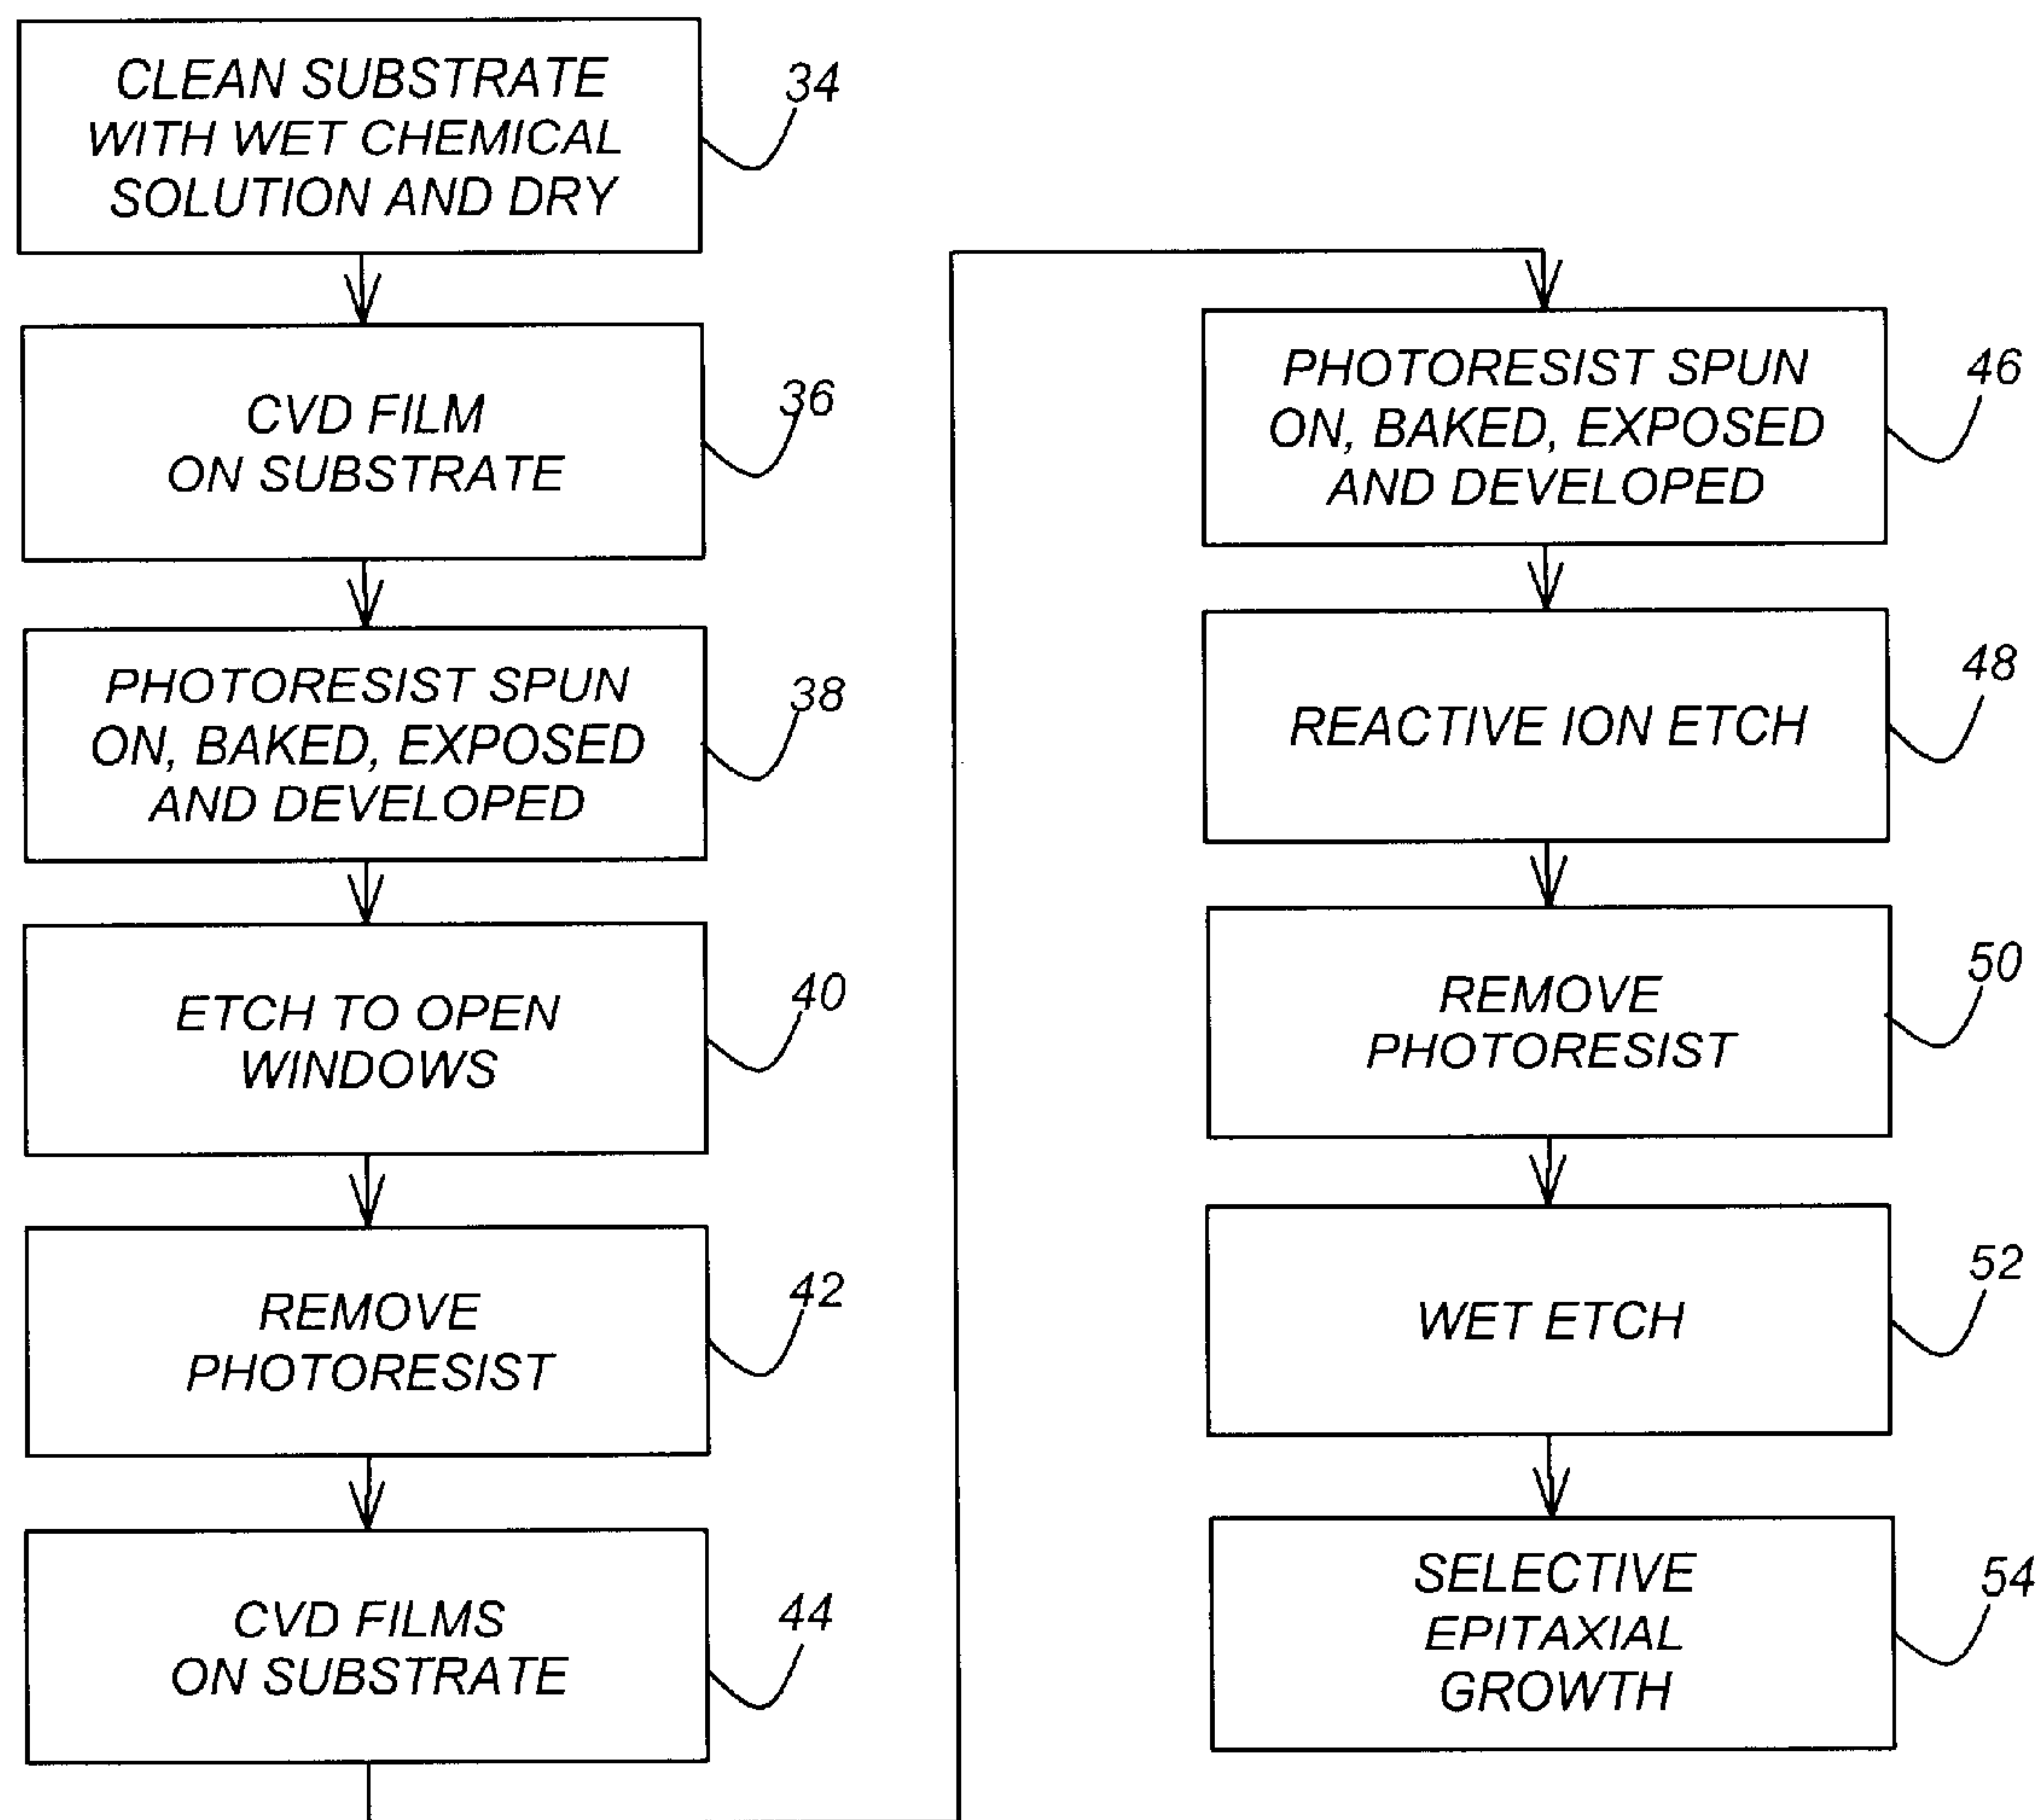 CLEAN SUBSTRATE
WITH WET CHEMICAL
SOLUTION AND DRY
34
CVD FILM
ON SUBSTRATE
36
PHOTORESIST SPUN
ON, BAKED, EXPOSED
AND DEVELOPED
38
ETCH TO OPEN
WINDOWS
40
REMOVE
PHOTORESIST
42
CVD FILMS
ON SUBSTRATE
44
PHOTORESIST SPUN
ON, BAKED, EXPOSED
AND DEVELOPED
46
REACTIVE ION ETCH
48
REMOVE
PHOTORESIST
50
WET ETCH
52
SELECTIVE
EPITAXIAL
GROWTH
54